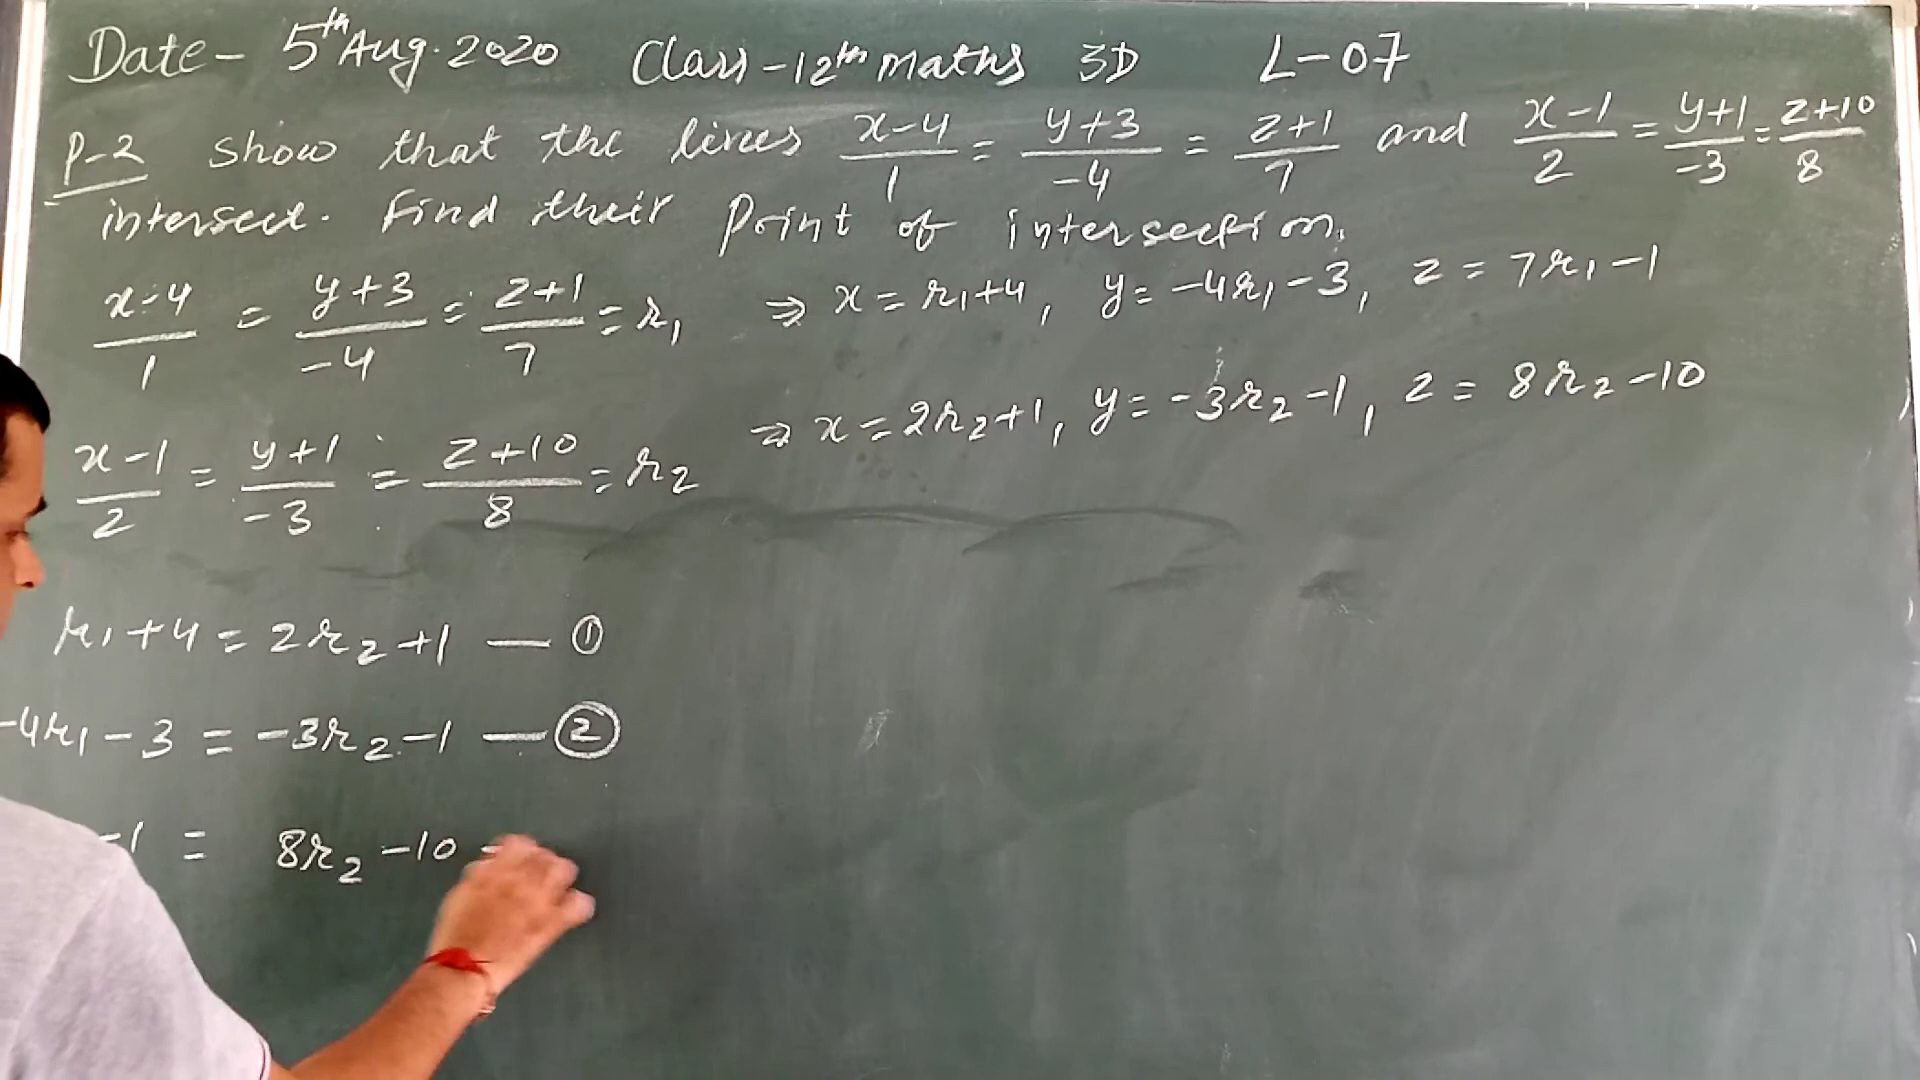 Date - 5th Aug. 2020 Class - 12th maths 3D L-07
P-2 show that the lines (x-4)/1 = (y+3)/-4 = (z+1)/7 and (x-1)/2 = (y+1)/-3 = (z+10)/8
intersect. Find their Point of intersection.
(x-4)/1 = (y+3)/-4 = (z+1)/7 = r₁ ⇒ x = r₁+4, y = -4r₁-3, z = 7r₁-1
(x-1)/2 = (y+1)/-3 = (z+10)/8 = r₂ ⇒ x = 2r₂+1, y = -3r₂-1, z = 8r₂-10
r₁+4 = 2r₂+1 — ①
-4r₁-3 = -3r₂-1 — ②
-1 = 8r₂-10 -